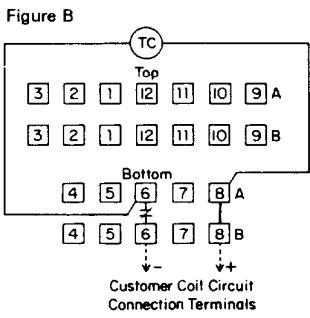 Figure B
TC
Top
3 2 1 12 11 10 9 A
3 2 1 12 11 10 9 B
Bottom
4 5 6 7 8 A
4 5 6 7 8 B
- +
Customer Coil Circuit
Connection Terminals